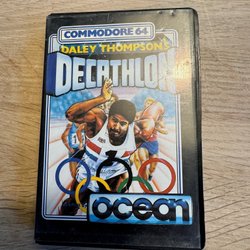 COMMODORE 64
DALEY THOMPSON'S
DECATHLON
ocean